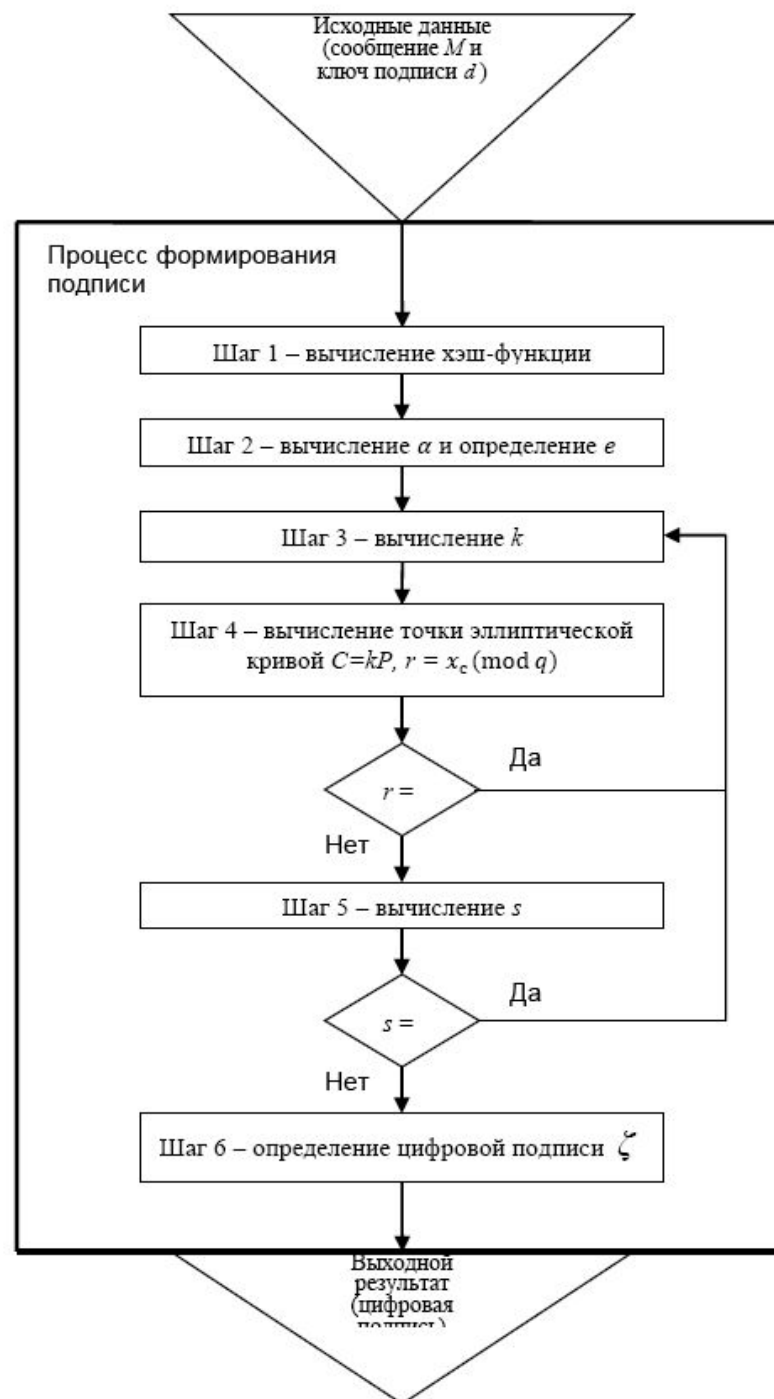 Исходные данные
(сообщение M и
ключ подписи d )
Процесс формирования
подписи
Шаг 1 – вычисление хэш-функции
Шаг 2 – вычисление α и определение e
Шаг 3 – вычисление k
Шаг 4 – вычисление точки эллиптической
кривой C=kP, r = xc (mod q)
Да
r =
Нет
Шаг 5 – вычисление s
Да
s =
Нет
Шаг 6 – определение цифровой подписи ζ
Выходной
результат
(цифровая
подпись)